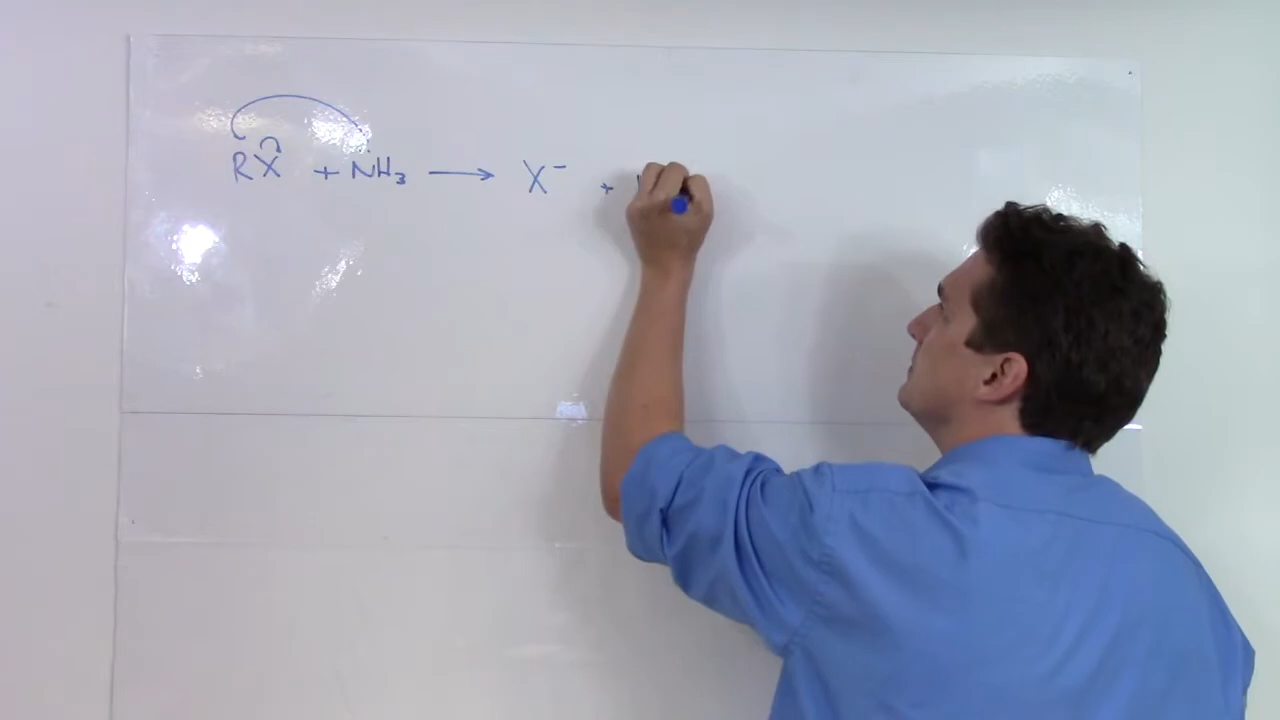 RX + NH₃ → X⁻ +